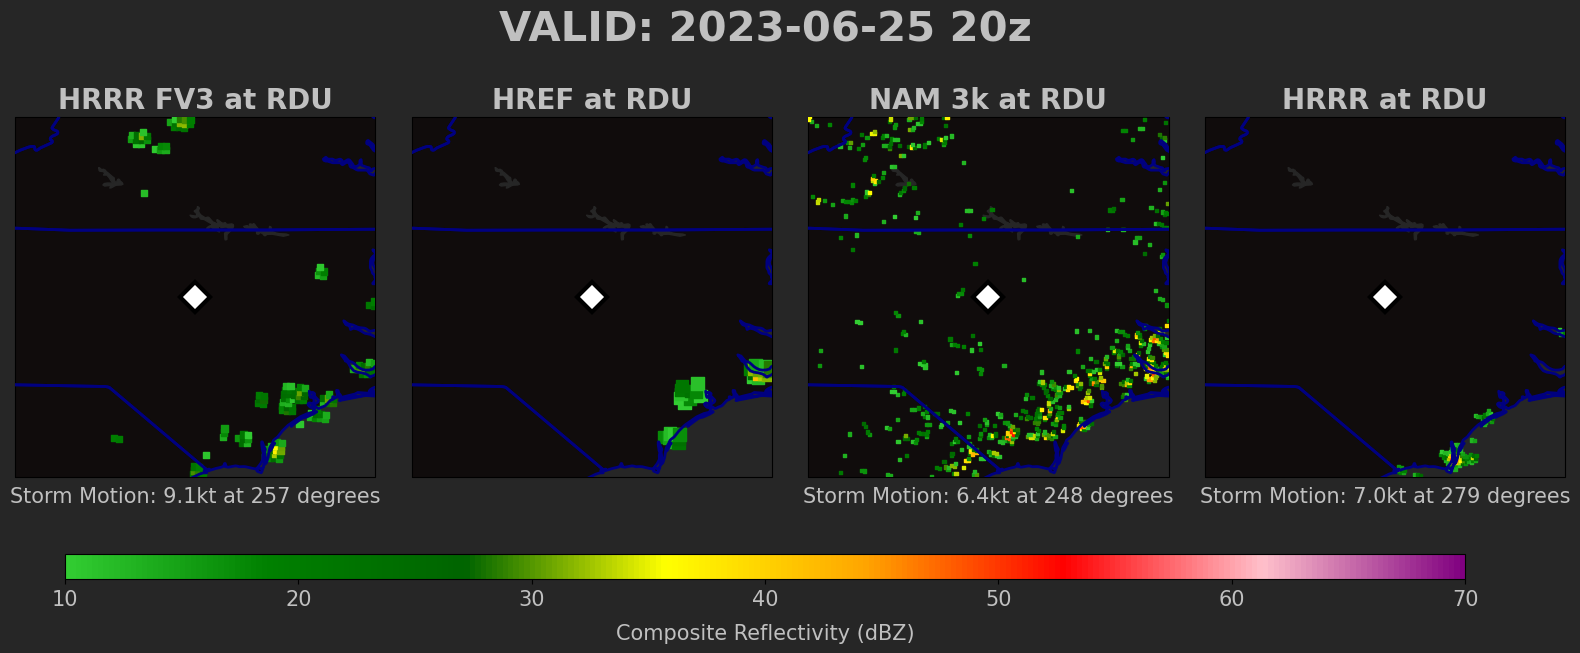 VALID: 2023-06-25 20z
HRRR FV3 at RDU
HREF at RDU
NAM 3k at RDU
HRRR at RDU
Storm Motion: 9.1kt at 257 degrees
Storm Motion: 6.4kt at 248 degrees
Storm Motion: 7.0kt at 279 degrees
10 20 30 40 50 60 70
Composite Reflectivity (dBZ)